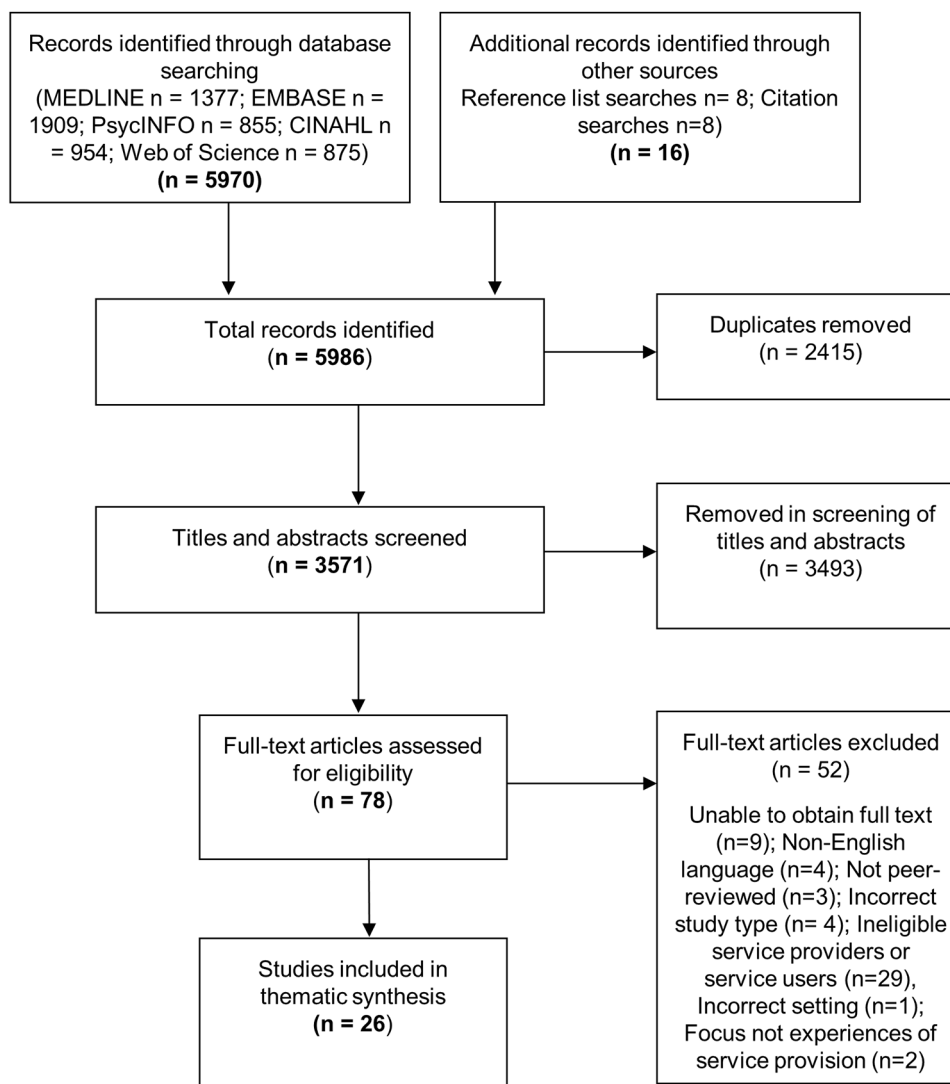 Records identified through database
searching
(MEDLINE n = 1377; EMBASE n =
1909; PsycINFO n = 855; CINAHL n
= 954; Web of Science n = 875)
(n = 5970)
Additional records identified through
other sources
Reference list searches n= 8; Citation
searches n=8)
(n = 16)
Total records identified
(n = 5986)
Duplicates removed
(n = 2415)
Titles and abstracts screened
(n = 3571)
Removed in screening of
titles and abstracts
(n = 3493)
Full-text articles assessed
for eligibility
(n = 78)
Full-text articles excluded
(n = 52)
Unable to obtain full text
(n=9); Non-English
language (n=4); Not peer-
reviewed (n=3); Incorrect
study type (n= 4); Ineligible
service providers or
service users (n=29),
Incorrect setting (n=1);
Focus not experiences of
service provision (n=2)
Studies included in
thematic synthesis
(n = 26)